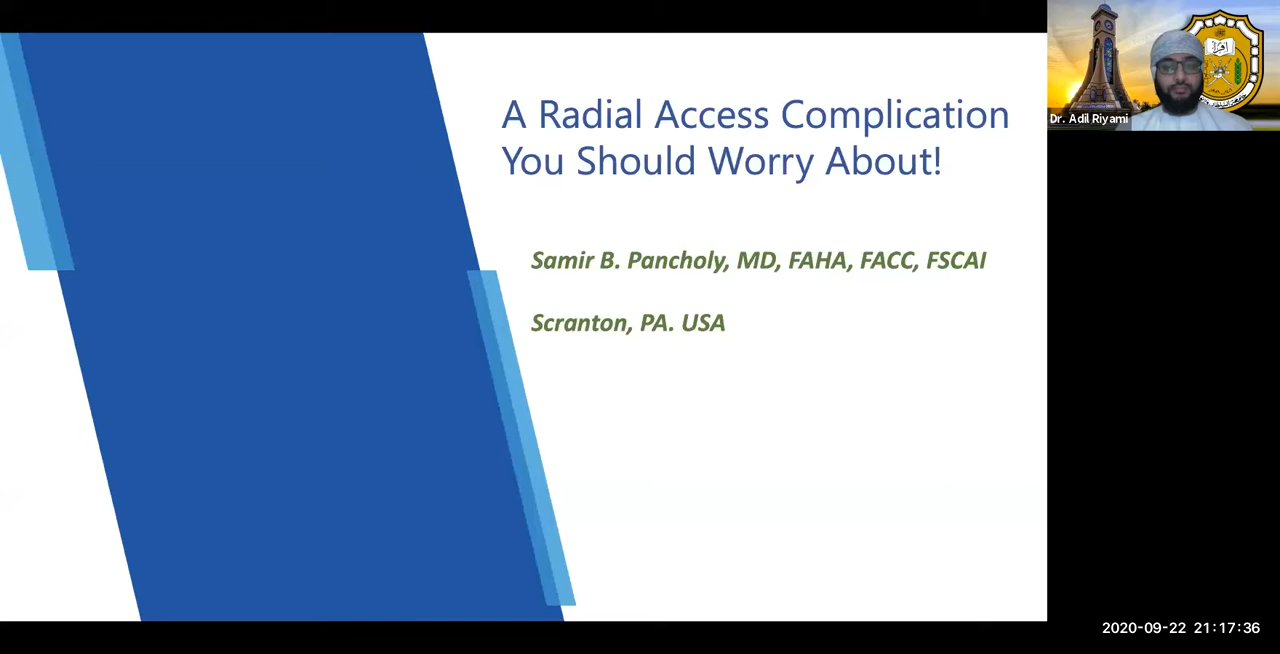 A Radial Access Complication
You Should Worry About!
Samir B. Pancholy, MD, FAHA, FACC, FSCAI
Scranton, PA. USA
Dr. Adil Riyami
2020-09-22 21:17:36